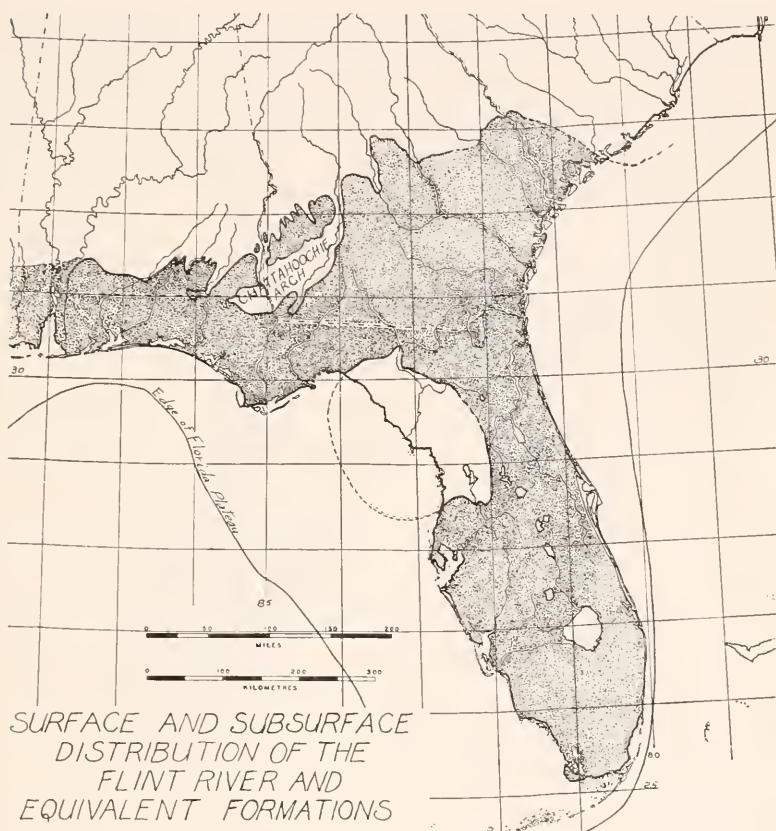 CHATTAHOOCHIE
ARCH
30
30
Edge of Florida Plateau
85
0 50 100 150 200
MILES
0 100 200 300
KILOMETRES
SURFACE AND SUBSURFACE
DISTRIBUTION OF THE
FLINT RIVER AND
EQUIVALENT FORMATIONS
80
25